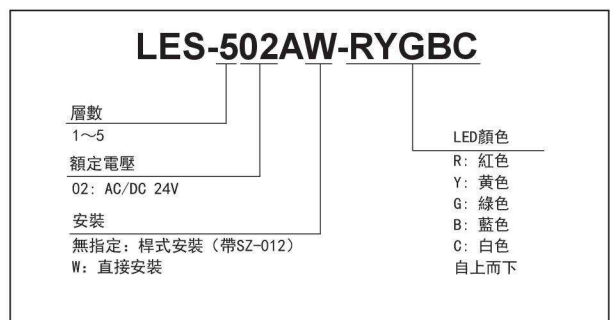 LES-502AW-RYGBC
層數
1～5
額定電壓
02: AC/DC 24V
安裝
無指定: 桿式安裝（帶SZ-012）
W: 直接安裝
LED顏色
R: 紅色
Y: 黃色
G: 綠色
B: 藍色
C: 白色
自上而下